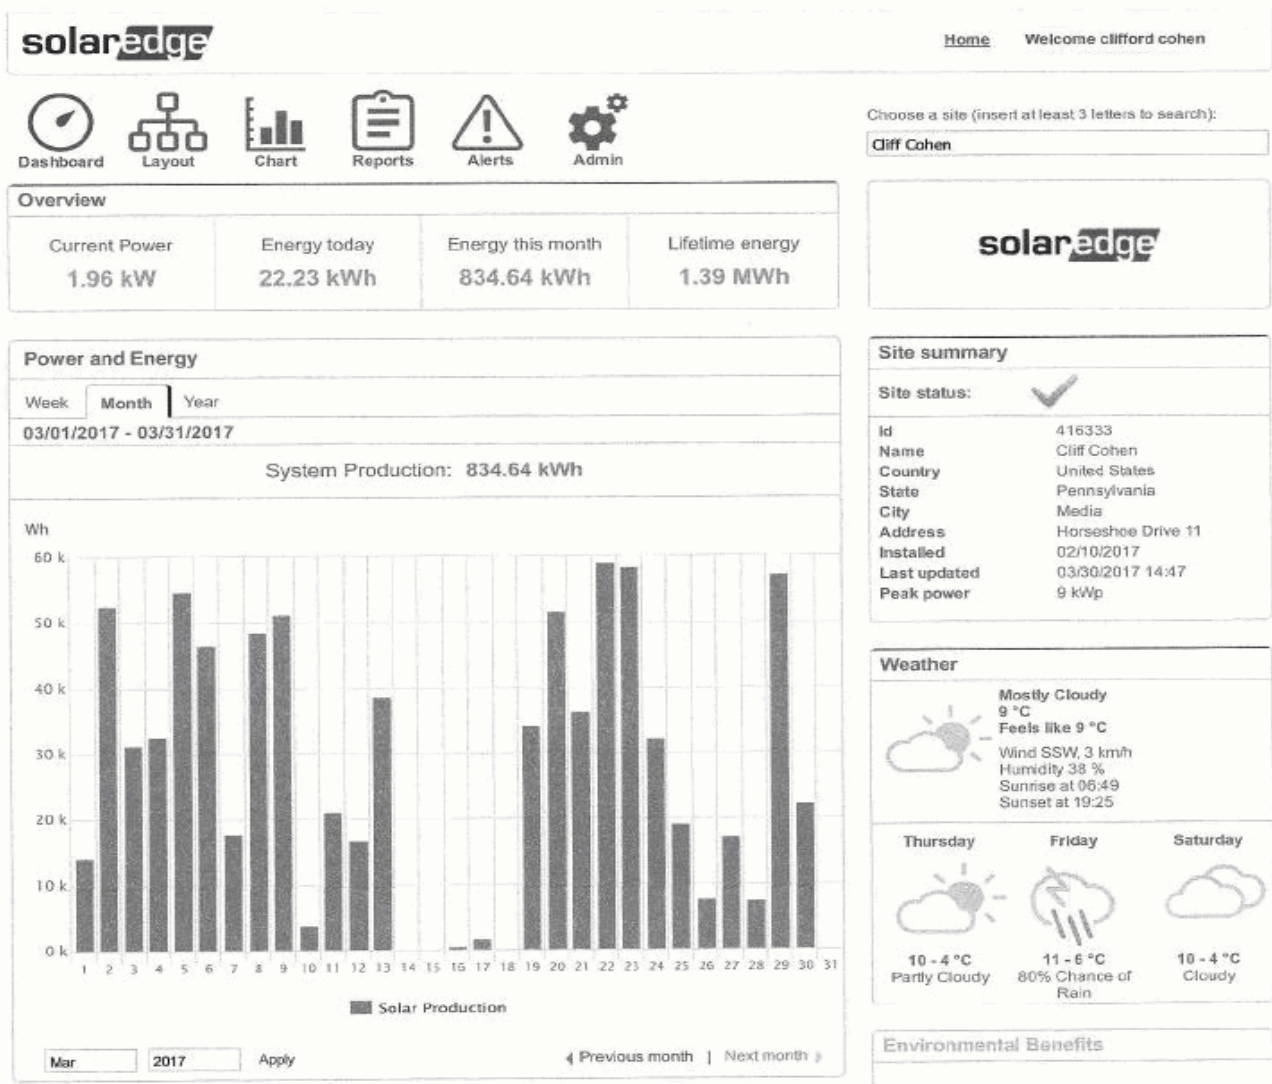 solaredge
Home Welcome clifford cohen
Dashboard Layout Chart Reports Alerts Admin
Choose a site (insert at least 3 letters to search):
Cliff Cohen
Overview
Current Power Energy today Energy this month Lifetime energy
1.96 kW 22.23 kWh 834.64 kWh 1.39 MWh
solaredge
Power and Energy
Week Month Year
03/01/2017 - 03/31/2017
System Production: 834.64 kWh
Wh
60 k
50 k
40 k
30 k
20 k
10 k
0 k
1 2 3 4 5 6 7 8 9 10 11 12 13 14 15 16 17 18 19 20 21 22 23 24 25 26 27 28 29 30 31
Solar Production
Mar 2017 Apply Previous month | Next month
Site summary
Site status:
Id 416333
Name Cliff Cohen
Country United States
State Pennsylvania
City Media
Address Horseshoe Drive 11
Installed 02/10/2017
Last updated 03/30/2017 14:47
Peak power 9 kWp
Weather
Mostly Cloudy
9 °C
Feels like 9 °C
Wind SSW, 3 km/h
Humidity 38 %
Sunrise at 06:49
Sunset at 19:25
Thursday Friday Saturday
10 - 4 °C 11 - 6 °C 10 - 4 °C
Partly Cloudy 80% Chance of Rain Cloudy
Environmental Benefits